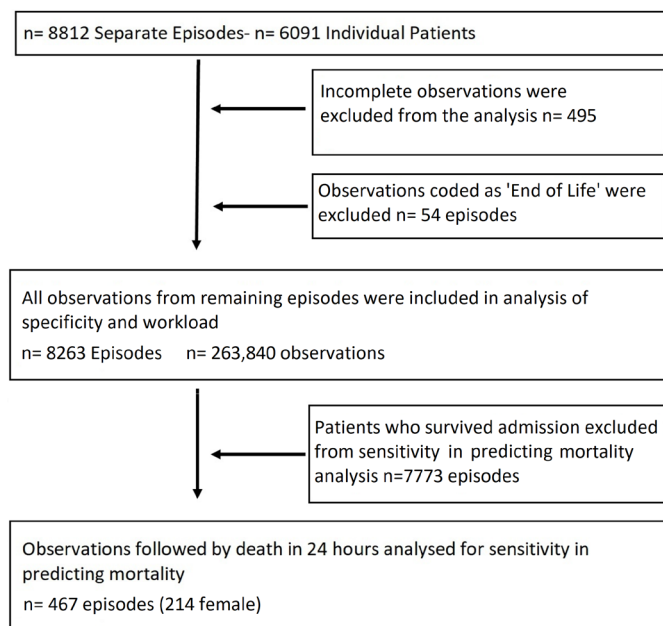 n= 8812 Separate Episodes- n= 6091 Individual Patients
Incomplete observations were
excluded from the analysis n= 495
Observations coded as 'End of Life' were
excluded n= 54 episodes
All observations from remaining episodes were included in analysis of
specificity and workload
n= 8263 Episodes n= 263,840 observations
Patients who survived admission excluded
from sensitivity in predicting mortality
analysis n=7773 episodes
Observations followed by death in 24 hours analysed for sensitivity in
predicting mortality
n= 467 episodes (214 female)